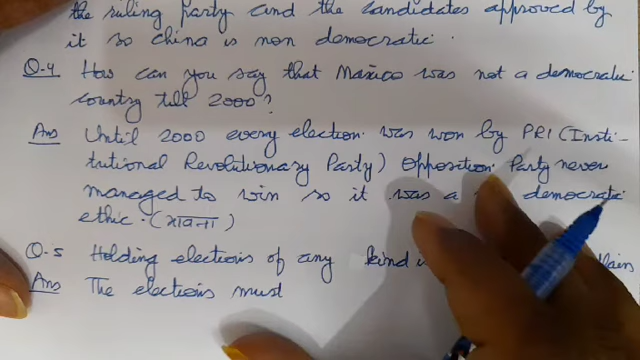 the ruling party and the candidates approved by
it so china is non democratic.
Q.4 How can you say that Maxico was not a democratic
country till 2000?
Ans Until 2000 every election was won by PRI (Insti-
tutional Revolutionary Party) Opposition Party never
managed to win so it was a democratic
ethic. (भावना)
Q.5 Holding elections of any kind
Ans The elections must